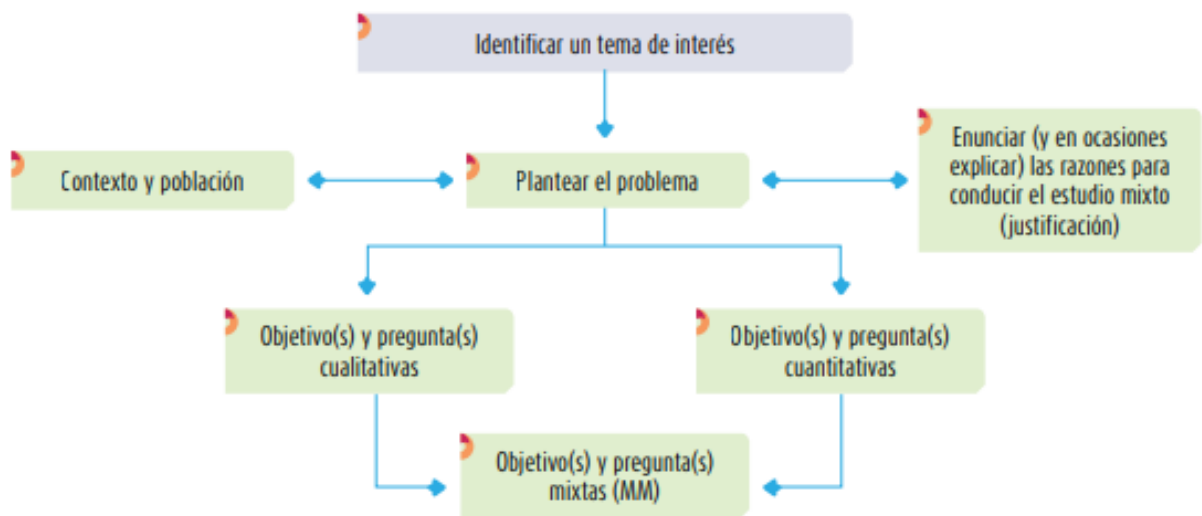 Identificar un tema de interés
Contexto y población
Plantear el problema
Enunciar (y en ocasiones
explicar) las razones para
conducir el estudio mixto
(justificación)
Objetivo(s) y pregunta(s)
cualitativas
Objetivo(s) y pregunta(s)
cuantitativas
Objetivo(s) y pregunta(s)
mixtas (MM)